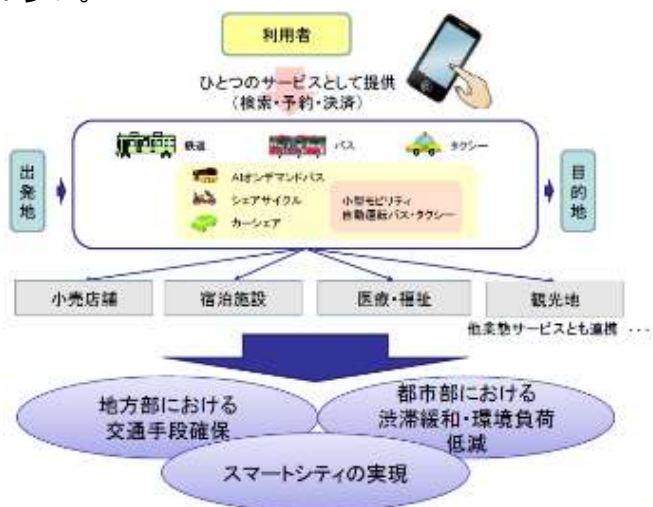 利用者
ひとつのサービスとして提供
(検索・予約・決済)
鉄道
バス
タクシー
出発地
目的地
AIオンデマンドバス
シェアサイクル
カーシェア
小型モビリティ
自動運転バス・タクシー
小売店舗
宿泊施設
医療・福祉
観光地
他業態サービスとも連携 ・・・
地方部における
交通手段確保
都市部における
渋滞緩和・環境負荷
低減
スマートシティの実現